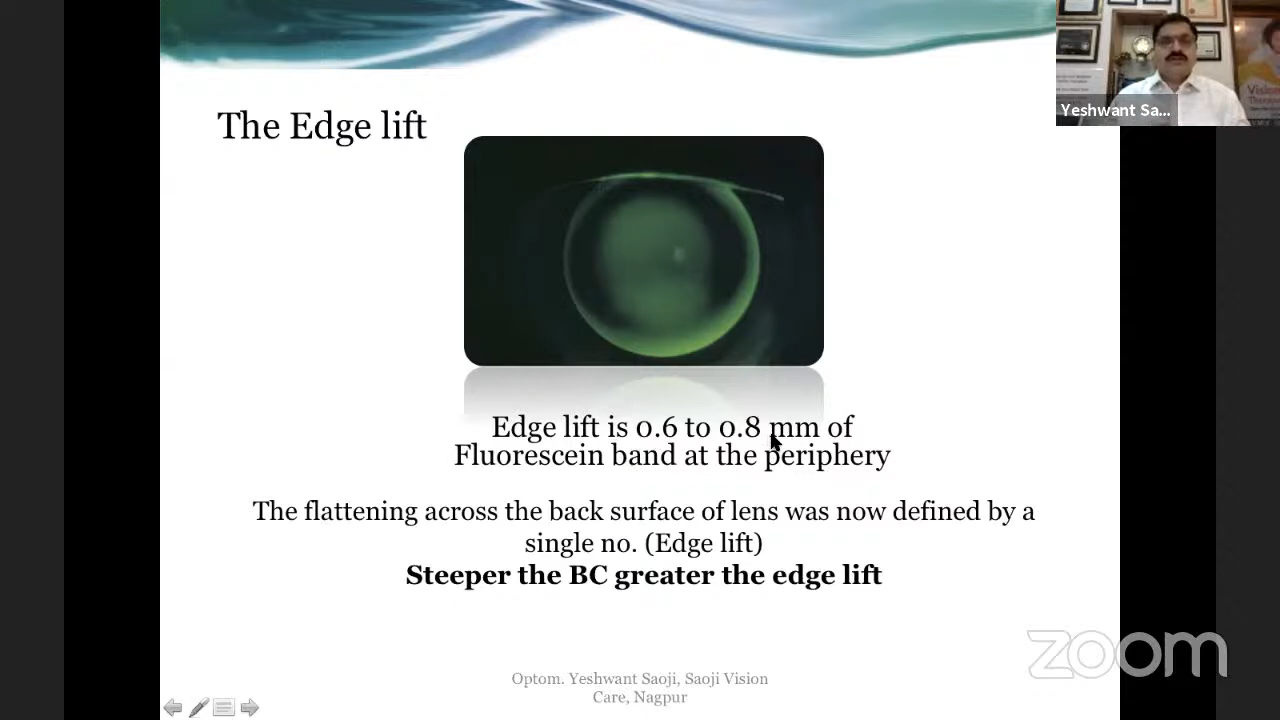 Yeshwant Sa...
The Edge lift
Edge lift is 0.6 to 0.8 mm of
Fluorescein band at the periphery
The flattening across the back surface of lens was now defined by a
single no. (Edge lift)
Steeper the BC greater the edge lift
zoom
Optom. Yeshwant Saoji, Saoji Vision
Care, Nagpur